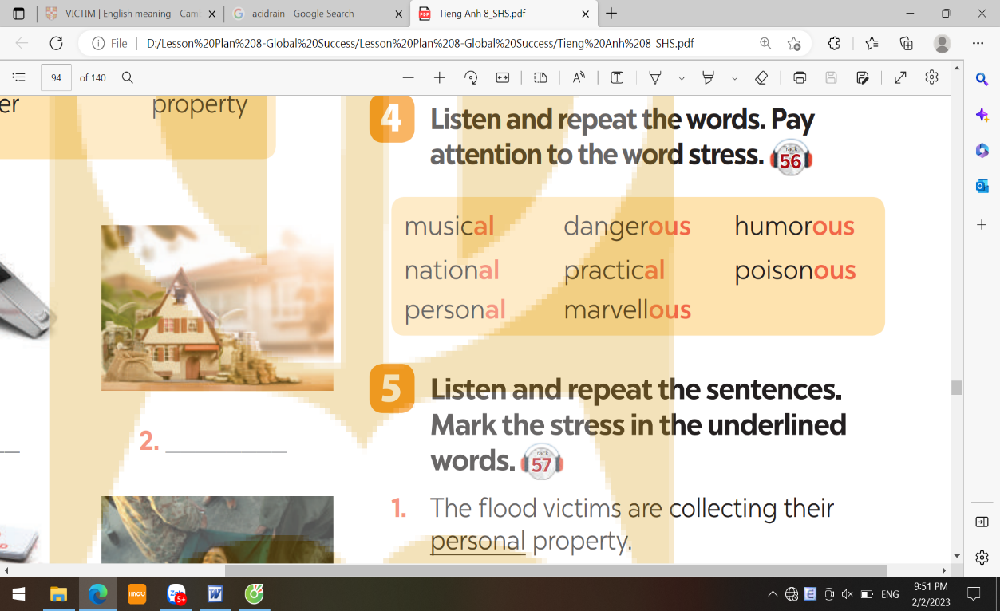 VICTIM | English meaning - Cam
acidrain - Google Search
Tieng Anh 8_SHS.pdf
File
D:/Lesson%20Plan%208-Global%20Success/Lesson%20Plan%208-Global%20Success/Tieng%20Anh%208_SHS.pdf
94 of 140
er property
4 Listen and repeat the words. Pay
attention to the word stress. Track 56
musical dangerous humorous
national practical poisonous
personal marvellous
5 Listen and repeat the sentences.
Mark the stress in the underlined
words. Track 57
2. ______________
1. The flood victims are collecting their
personal property.
imou
5+
ENG
9:51 PM
2/2/2023